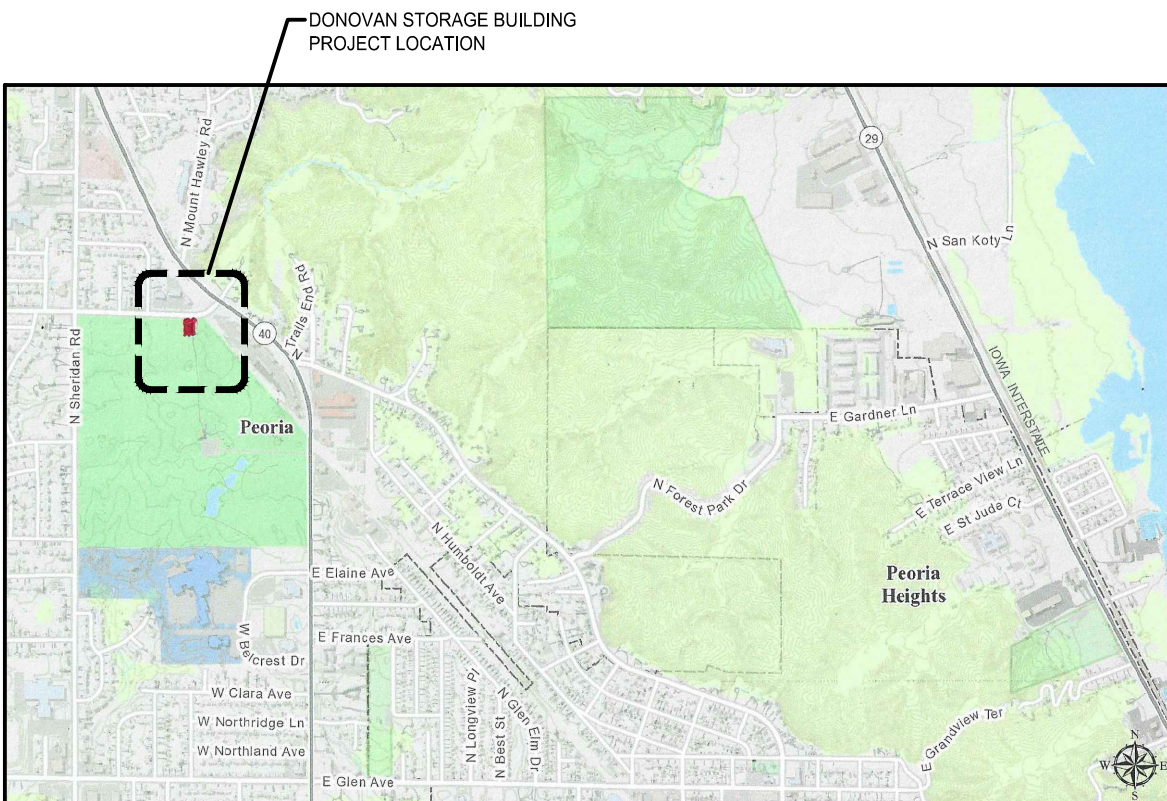 DONOVAN STORAGE BUILDING
PROJECT LOCATION
N Mount Hawley Rd
29
N San Koty Ln
N Trails End Rd
40
N Sheridan Rd
Peoria
IOWA INTERSTATE
E Gardner Ln
E Terrace View Ln
E St Jude Ct
N Forest Park Dr
N Humboldt Ave
E Elaine Ave
Peoria
Heights
E Frances Ave
W Belcrest Dr
W Clara Ave
W Northridge Ln
W Northland Ave
N Longview Pl
N Best St
N Glen Elm Dr
E Grandview Ter
E Glen Ave
N
W
E
S